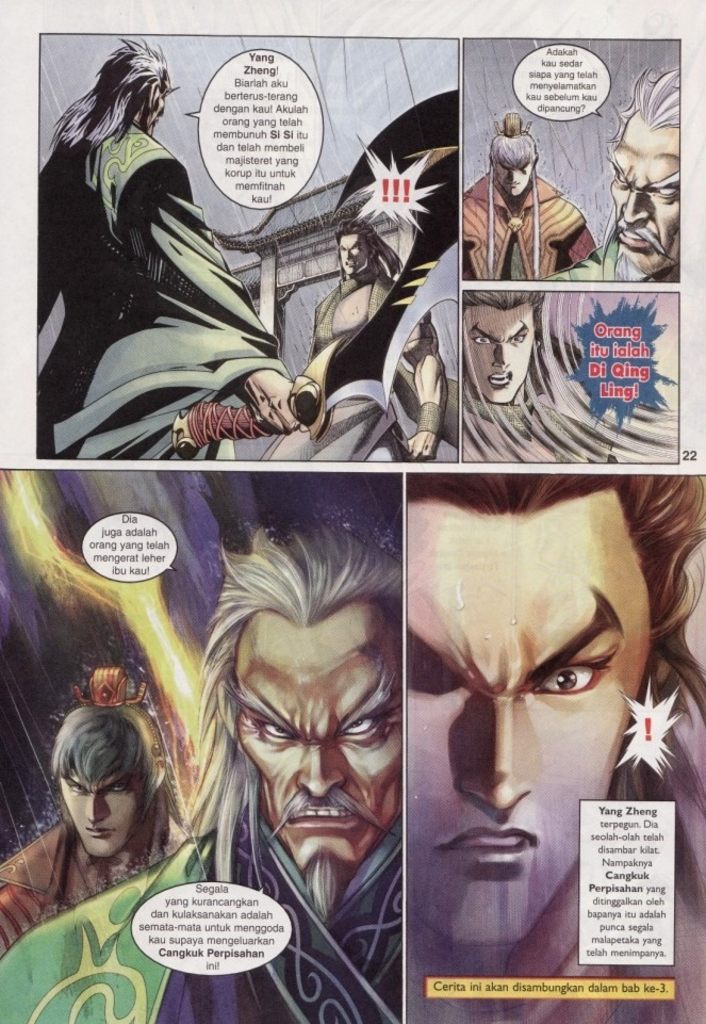 Yang
Zheng!
Biarlah aku
berterus-terang
dengan kau! Akulah
orang yang telah
membunuh Si Si itu
dan telah membeli
majisteret yang
korup itu untuk
memfitnah
kau!
!!!
Adakah
kau sedar
siapa yang telah
menyelamatkan
kau sebelum kau
dipancung?
Orang
itu ialah
Di Qing
Ling!
22
Dia
juga adalah
orang yang telah
mengerat leher
ibu kau!
Segala
yang kurancangkan
dan kulaksanakan adalah
semata-mata untuk menggoda
kau supaya mengeluarkan
Cangkuk Perpisahan
ini!
!
Yang Zheng
terpegun. Dia
seolah-olah telah
disambar kilat.
Nampaknya
Cangkuk
Perpisahan yang
ditinggalkan oleh
bapanya itu adalah
punca segala
malapetaka yang
telah menimpanya.
Cerita ini akan disambungkan dalam bab ke-3.